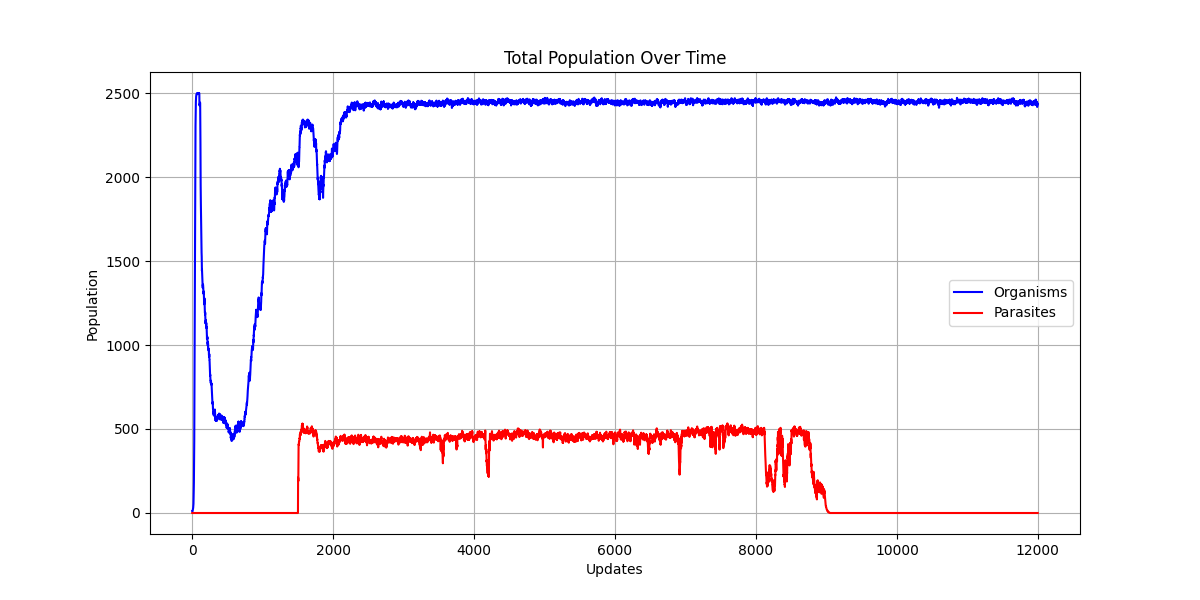 Total Population Over Time
Population
2500
2000
1500
1000
500
0
Organisms
Parasites
0 2000 4000 6000 8000 10000 12000
Updates